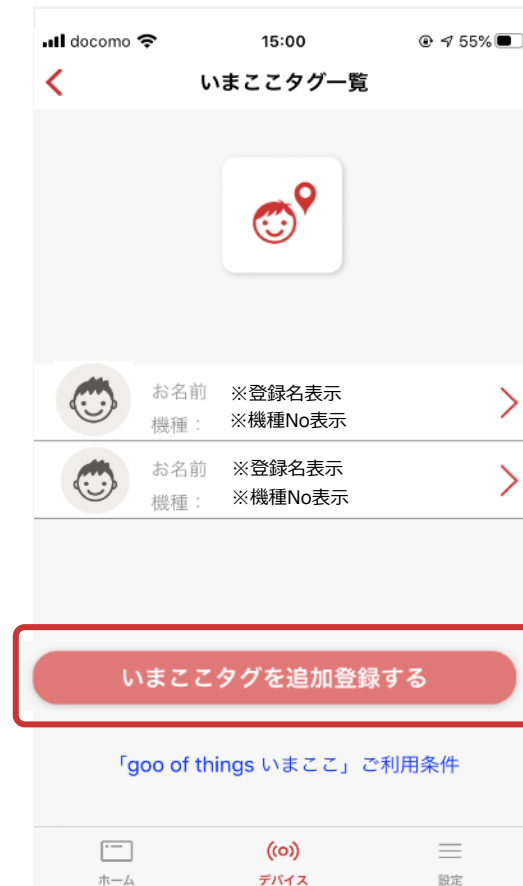 docomo 15:00 55%
いまここタグ一覧
お名前 ※登録名表示
機種： ※機種No表示
お名前 ※登録名表示
機種： ※機種No表示
いまここタグを追加登録する
「goo of things いまここ」ご利用条件
ホーム デバイス 設定